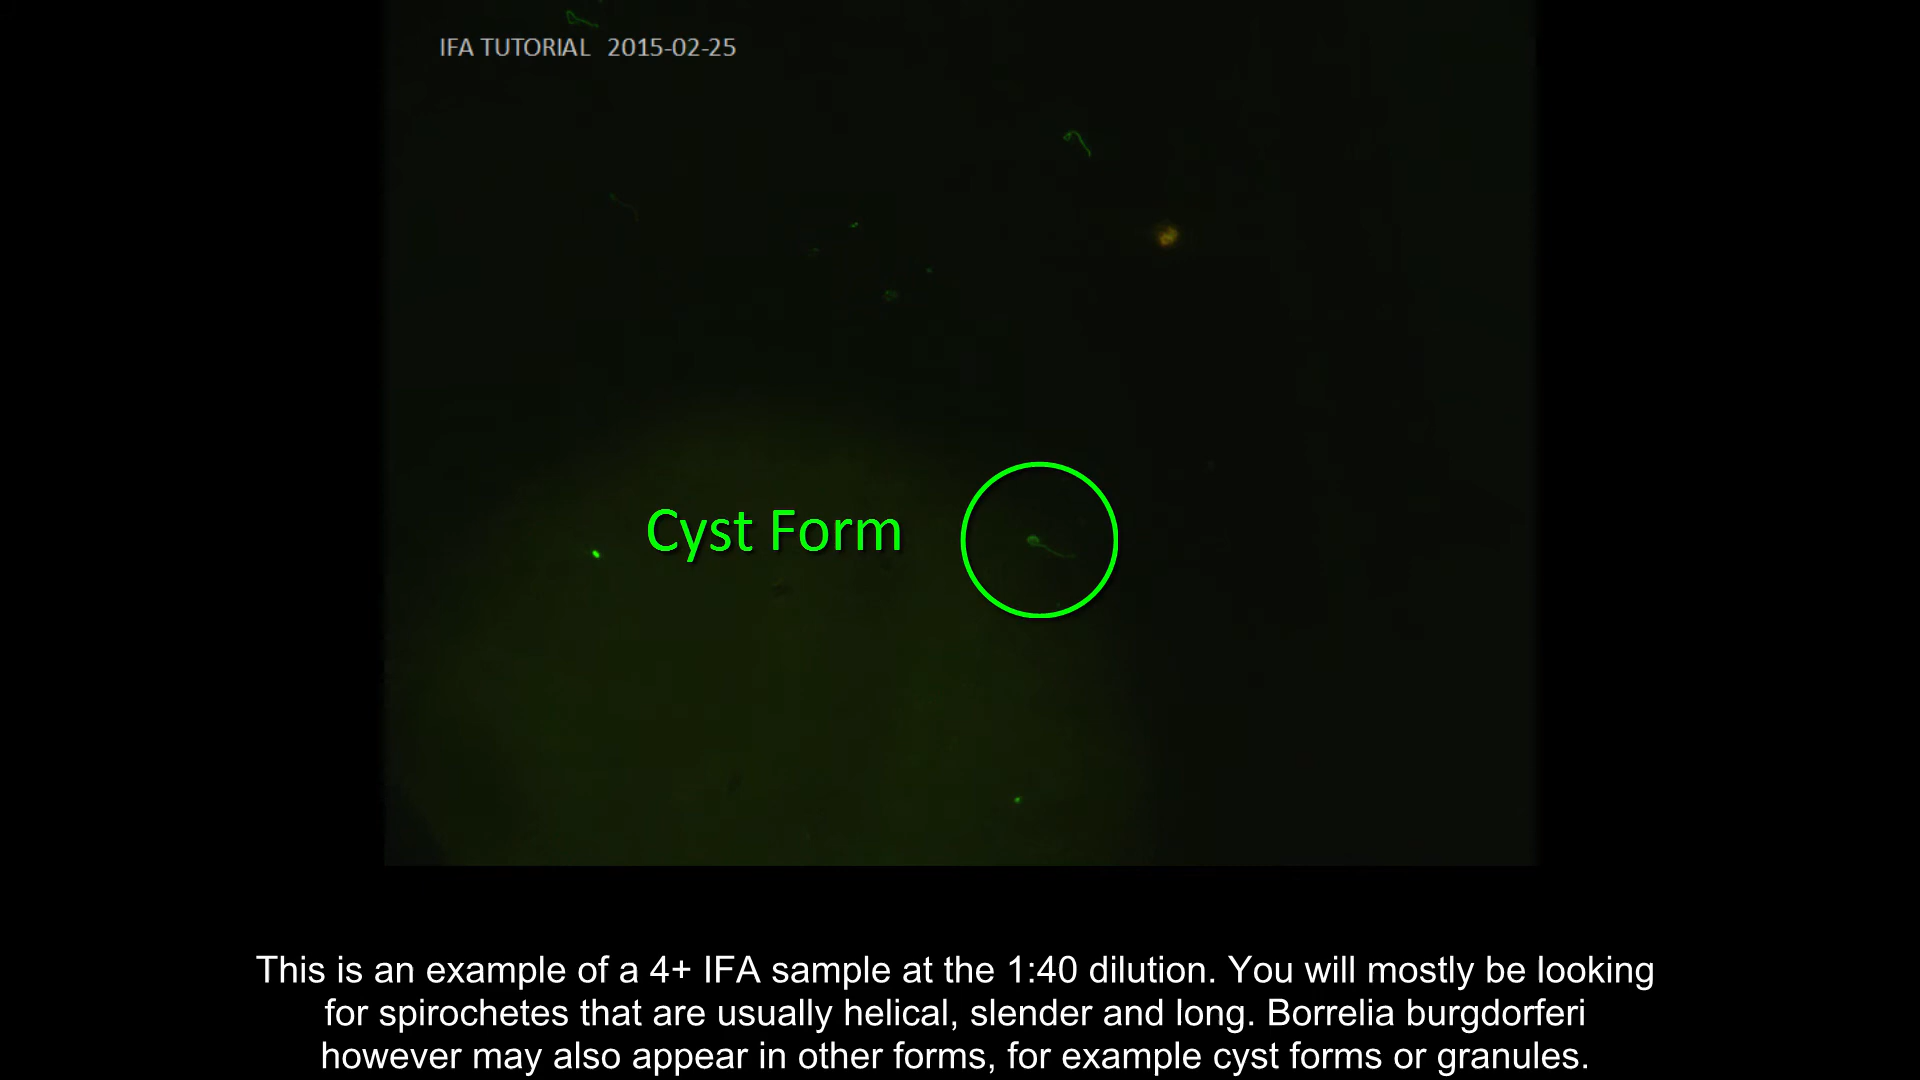 IFA TUTORIAL 2015-02-25
Cyst Form
This is an example of a 4+ IFA sample at the 1:40 dilution. You will mostly be looking
for spirochetes that are usually helical, slender and long. Borrelia burgdorferi
however may also appear in other forms, for example cyst forms or granules.